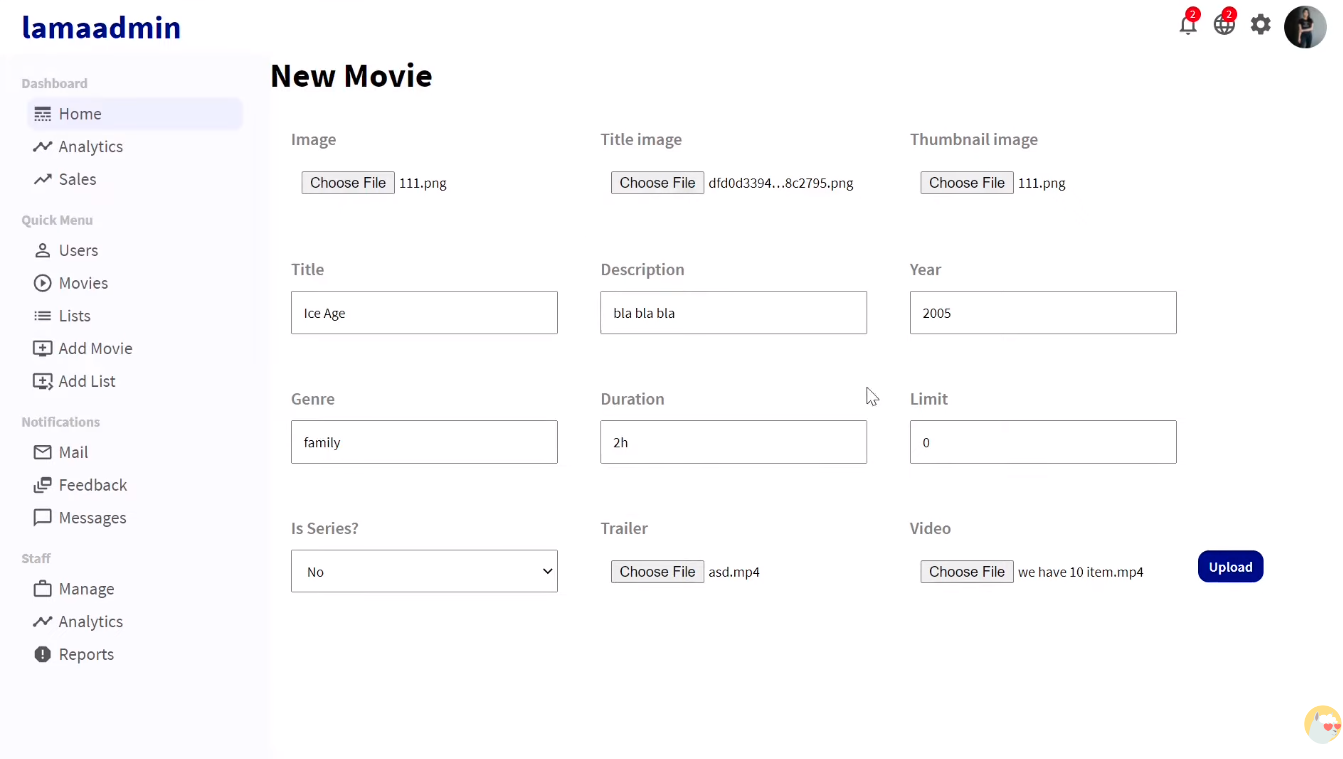 lamaadmin
2
2
Dashboard
Home
Analytics
Sales
Quick Menu
Users
Movies
Lists
Add Movie
Add List
Notifications
Mail
Feedback
Messages
Staff
Manage
Analytics
Reports
New Movie
Image
Title image
Thumbnail image
Choose File 111.png
Choose File dfd0d3394...8c2795.png
Choose File 111.png
Title
Description
Year
Ice Age
bla bla bla
2005
Genre
Duration
Limit
family
2h
0
Is Series?
Trailer
Video
No
Choose File asd.mp4
Choose File we have 10 item.mp4
Upload